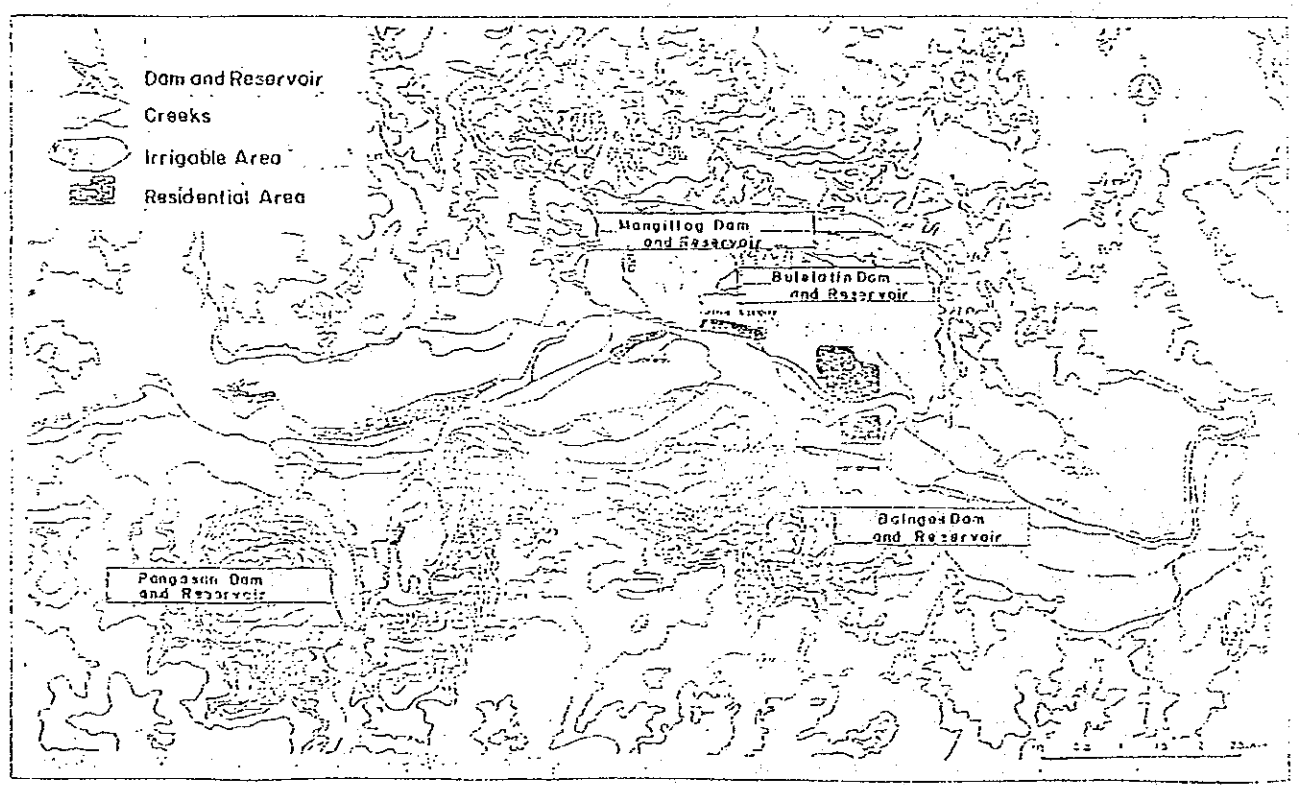 Dam and Reservoir
Creeks
Irrigable Area
Residential Area
Mangillog Dam
and Reservoir
Bulalatin Dam
and Reservoir
Balngas Dam
and Reservoir
Pangasan Dam
and Reservoir